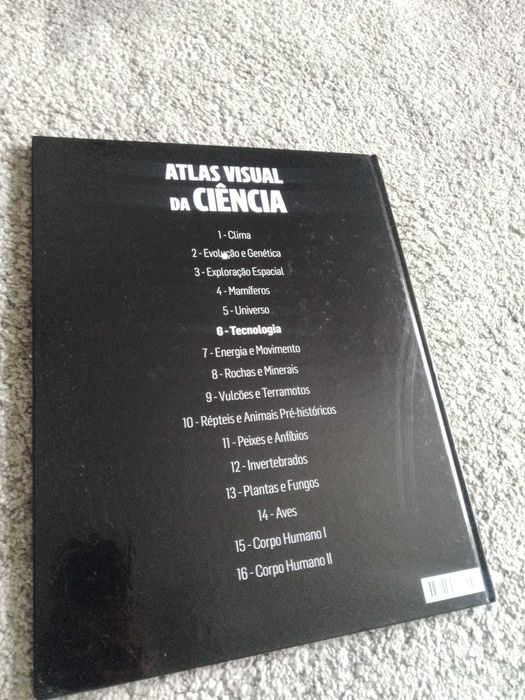 ATLAS VISUAL
DA CIÊNCIA
1 - Clima
2 - Evolução e Genética
3 - Exploração Espacial
4 - Mamíferos
5 - Universo
6 - Tecnologia
7 - Energia e Movimento
8 - Rochas e Minerais
9 - Vulcões e Terramotos
10 - Répteis e Animais Pré-históricos
11 - Peixes e Anfíbios
12 - Invertebrados
13 - Plantas e Fungos
14 - Aves
15 - Corpo Humano I
16 - Corpo Humano II